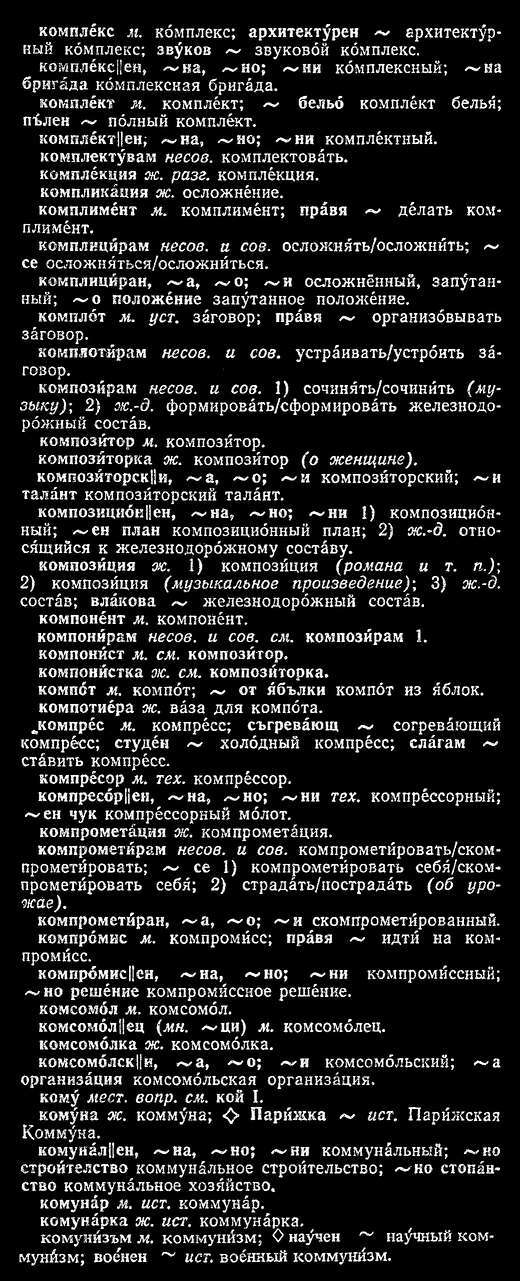 компле́кс м. ко́мплекс; архитекту́рен ~ архитекту́р-
ный ко́мплекс; зву́ков ~ звуково́й ко́мплекс.
компле́кс||ен, ~на, ~но; ~ни ко́мплексный; ~на
брига́да ко́мплексная брига́да.
компле́кт м. компле́кт; ~ бельо́ компле́кт белья́;
пъ́лен ~ по́лный компле́кт.
компле́кт||ен, ~на, ~но; ~ни компле́ктный.
комплекту́вам несов. комплектова́ть.
компле́кция ж. разг. компле́кция.
комплика́ция ж. осложне́ние.
комплиме́нт м. комплиме́нт; пра́вя ~ де́лать ком-
плиме́нт.
комплици́рам несов. и сов. осложня́ть/осложни́ть; ~
се осложня́ться/осложни́ться.
комплици́ран, ~а, ~о; ~и осложнённый, запу́тан-
ный; ~о положе́ние запу́танное положе́ние.
компло́т м. уст. за́говор; пра́вя ~ организо́вывать
за́говор.
комплоти́рам несов. и сов. устра́ивать/устро́ить за́-
говор.
компози́рам несов. и сов. 1) сочиня́ть/сочини́ть (му́-
зыку); 2) ж.-д. формирова́ть/сформирова́ть железнодо-
ро́жный соста́в.
компози́тор м. компози́тор.
компози́торка ж. компози́тор (о женщине).
компози́торск||и, ~а, ~о; ~и компози́торский; ~и
тала́нт компози́торский тала́нт.
композицио́н||ен, ~на, ~но; ~ни 1) композицио́н-
ный; ~ен план композицио́нный план; 2) ж.-д. отно-
ся́щийся к железнодоро́жному соста́ву.
компози́ция ж. 1) компози́ция (романа и т. п.);
2) компози́ция (музыкальное произведение); 3) ж.-д.
соста́в; вла́кова ~ железнодоро́жный соста́в.
компоне́нт м. компоне́нт.
компони́рам несов. и сов. см. компози́рам 1.
компони́ст м. см. компози́тор.
компони́стка ж. см. компози́торка.
компо́т м. компо́т; ~ от я́бълки компо́т из я́блок.
компотие́ра ж. ва́за для компо́та.
компре́с м. компре́сс; съгрева́ющ ~ согрева́ющий
компре́сс; студе́н ~ холо́дный компре́сс; сла́гам ~
ста́вить компре́сс.
компре́сор м. тех. компре́ссор.
компресо́р||ен, ~на, ~но; ~ни тех. компре́ссорный;
~ен чук компре́ссорный мо́лот.
компромета́ция ж. компромета́ция.
компромети́рам несов. и сов. компромети́ровать/ском-
промети́ровать; ~ се 1) компромети́ровать себя́/ском-
промети́ровать себя́; 2) страда́ть/пострада́ть (об уро-
жае).
компромети́ран, ~а, ~о; ~и скомпромети́рованный.
компро́мис м. компроми́сс; пра́вя ~ идти́ на ком-
проми́сс.
компро́мис||ен, ~на, ~но; ~ни компроми́ссный;
~но реше́ние компроми́ссное реше́ние.
комсомо́л м. комсомо́л.
комсомо́л||ец (мн. ~ци) м. комсомо́лец.
комсомо́лка ж. комсомо́лка.
комсомо́лск||и, ~а, ~о; ~и комсомо́льский; ~а
организа́ция комсомо́льская организа́ция.
кому́ мест. вопр. см. кой I.
кому́на ж. комму́на; ◇ Пари́жка ~ ист. Пари́жская
Комму́на.
комуна́л||ен, ~на, ~но; ~ни коммуна́льный; ~но
строи́телство коммуна́льное строи́тельство; ~но стопа́н-
ство коммуна́льное хозя́йство.
комуна́р м. ист. коммуна́р.
комуна́рка ж. ист. коммуна́рка.
комуни́зъм м. коммуни́зм; ◇ нау́чен ~ нау́чный ком-
муни́зм; вое́нен ~ ист. вое́нный коммуни́зм.